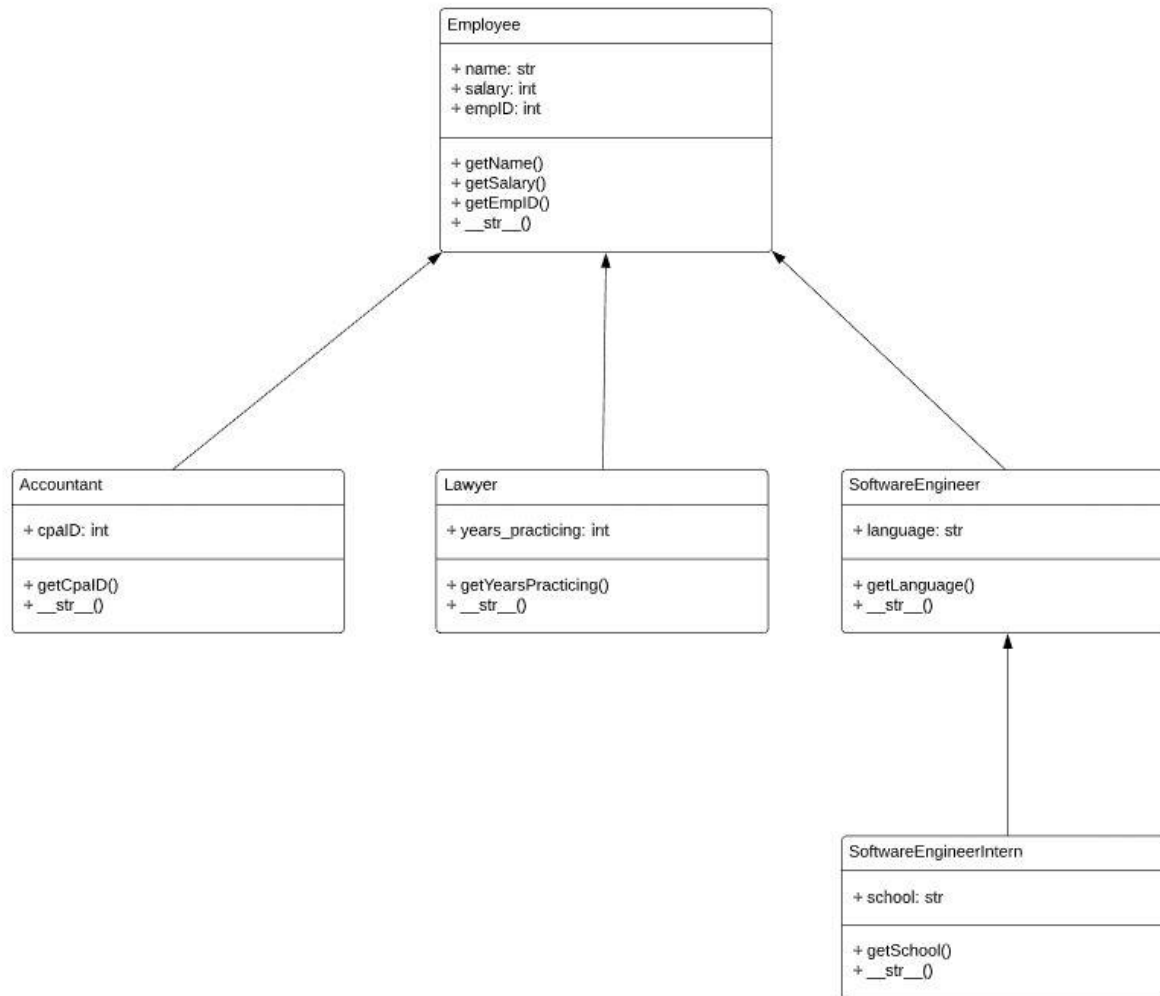 Employee
+ name: str
+ salary: int
+ empID: int
+ getName()
+ getSalary()
+ getEmpID()
+ __str__()
Accountant
+ cpaID: int
+ getCpaID()
+ __str__()
Lawyer
+ years_practicing: int
+ getYearsPracticing()
+ __str__()
SoftwareEngineer
+ language: str
+ getLanguage()
+ __str__()
SoftwareEngineerIntern
+ school: str
+ getSchool()
+ __str__()